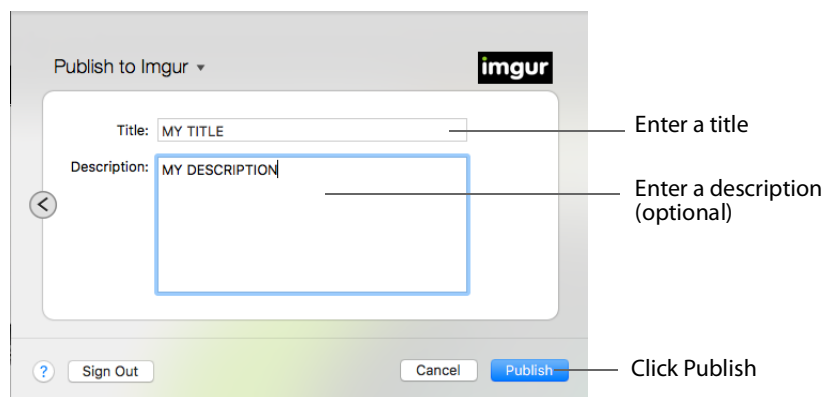 Publish to Imgur
imgur
Title: MY TITLE
Enter a title
Description: MY DESCRIPTION
Enter a description
(optional)
<
? Sign Out Cancel Publish
Click Publish